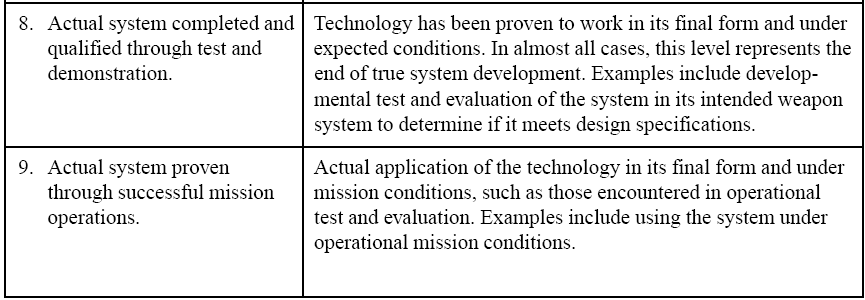 8. Actual system completed and
qualified through test and
demonstration.
Technology has been proven to work in its final form and under
expected conditions. In almost all cases, this level represents the
end of true system development. Examples include develop-
mental test and evaluation of the system in its intended weapon
system to determine if it meets design specifications.
9. Actual system proven
through successful mission
operations.
Actual application of the technology in its final form and under
mission conditions, such as those encountered in operational
test and evaluation. Examples include using the system under
operational mission conditions.